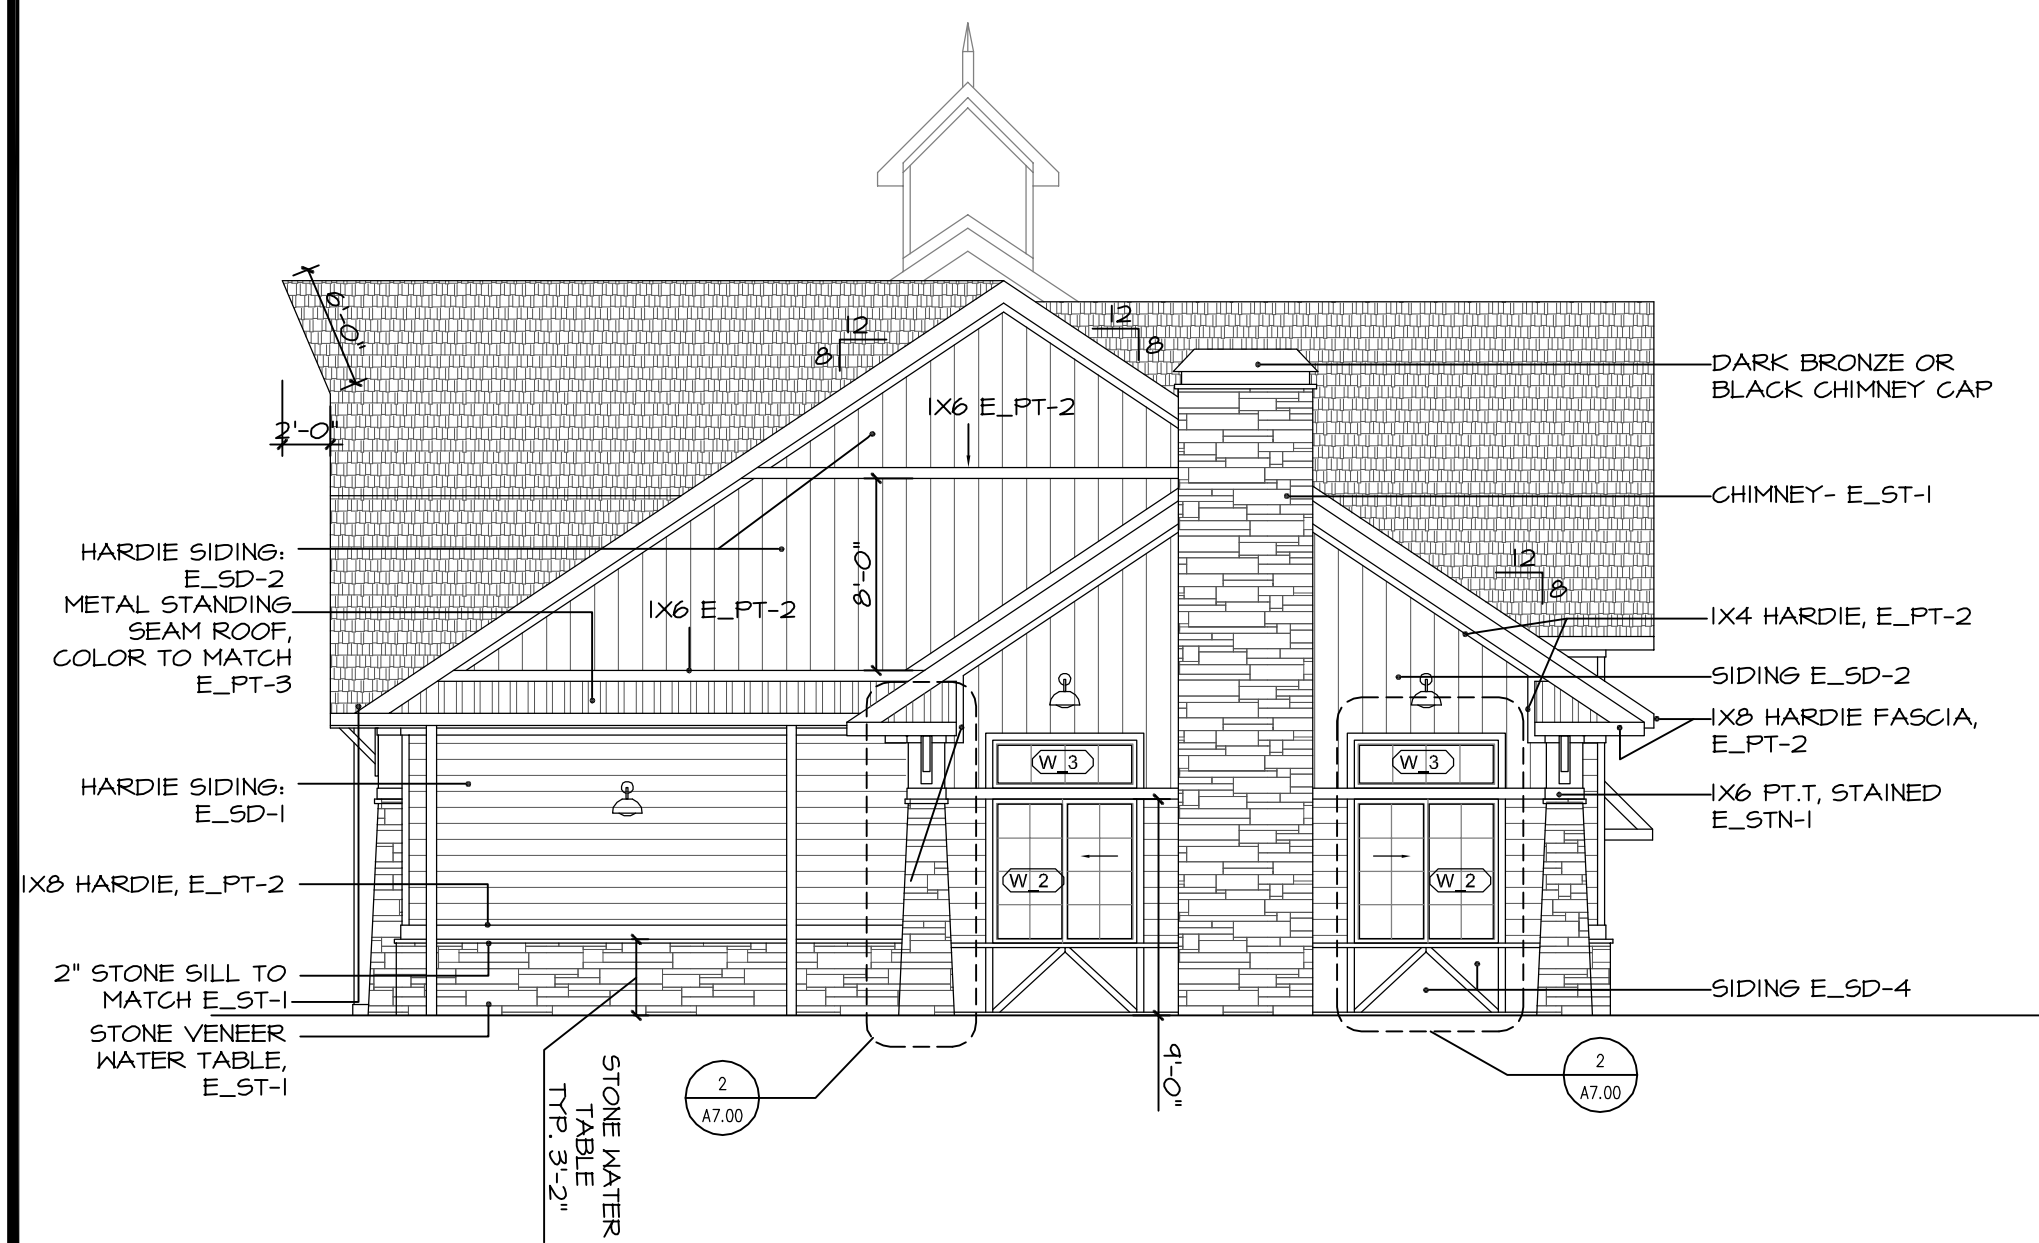 6'-0"
2'-0"
12
8
12
8
1X6 E_PT-2
DARK BRONZE OR
BLACK CHIMNEY CAP
CHIMNEY- E_ST-1
HARDIE SIDING:
E_SD-2
METAL STANDING
SEAM ROOF,
COLOR TO MATCH
E_PT-3
8'-0"
1X6 E_PT-2
12
8
1X4 HARDIE, E_PT-2
SIDING E_SD-2
1X8 HARDIE FASCIA,
E_PT-2
W_3
W_3
HARDIE SIDING:
E_SD-1
1X6 PT.T, STAINED
E_STN-1
1X8 HARDIE, E_PT-2
W_2
W_2
2" STONE SILL TO
MATCH E_ST-1
SIDING E_SD-4
STONE VENEER
WATER TABLE,
E_ST-1
STONE WATER
TABLE
TYP. 3'-2"
2
A7.00
9'-0"
2
A7.00